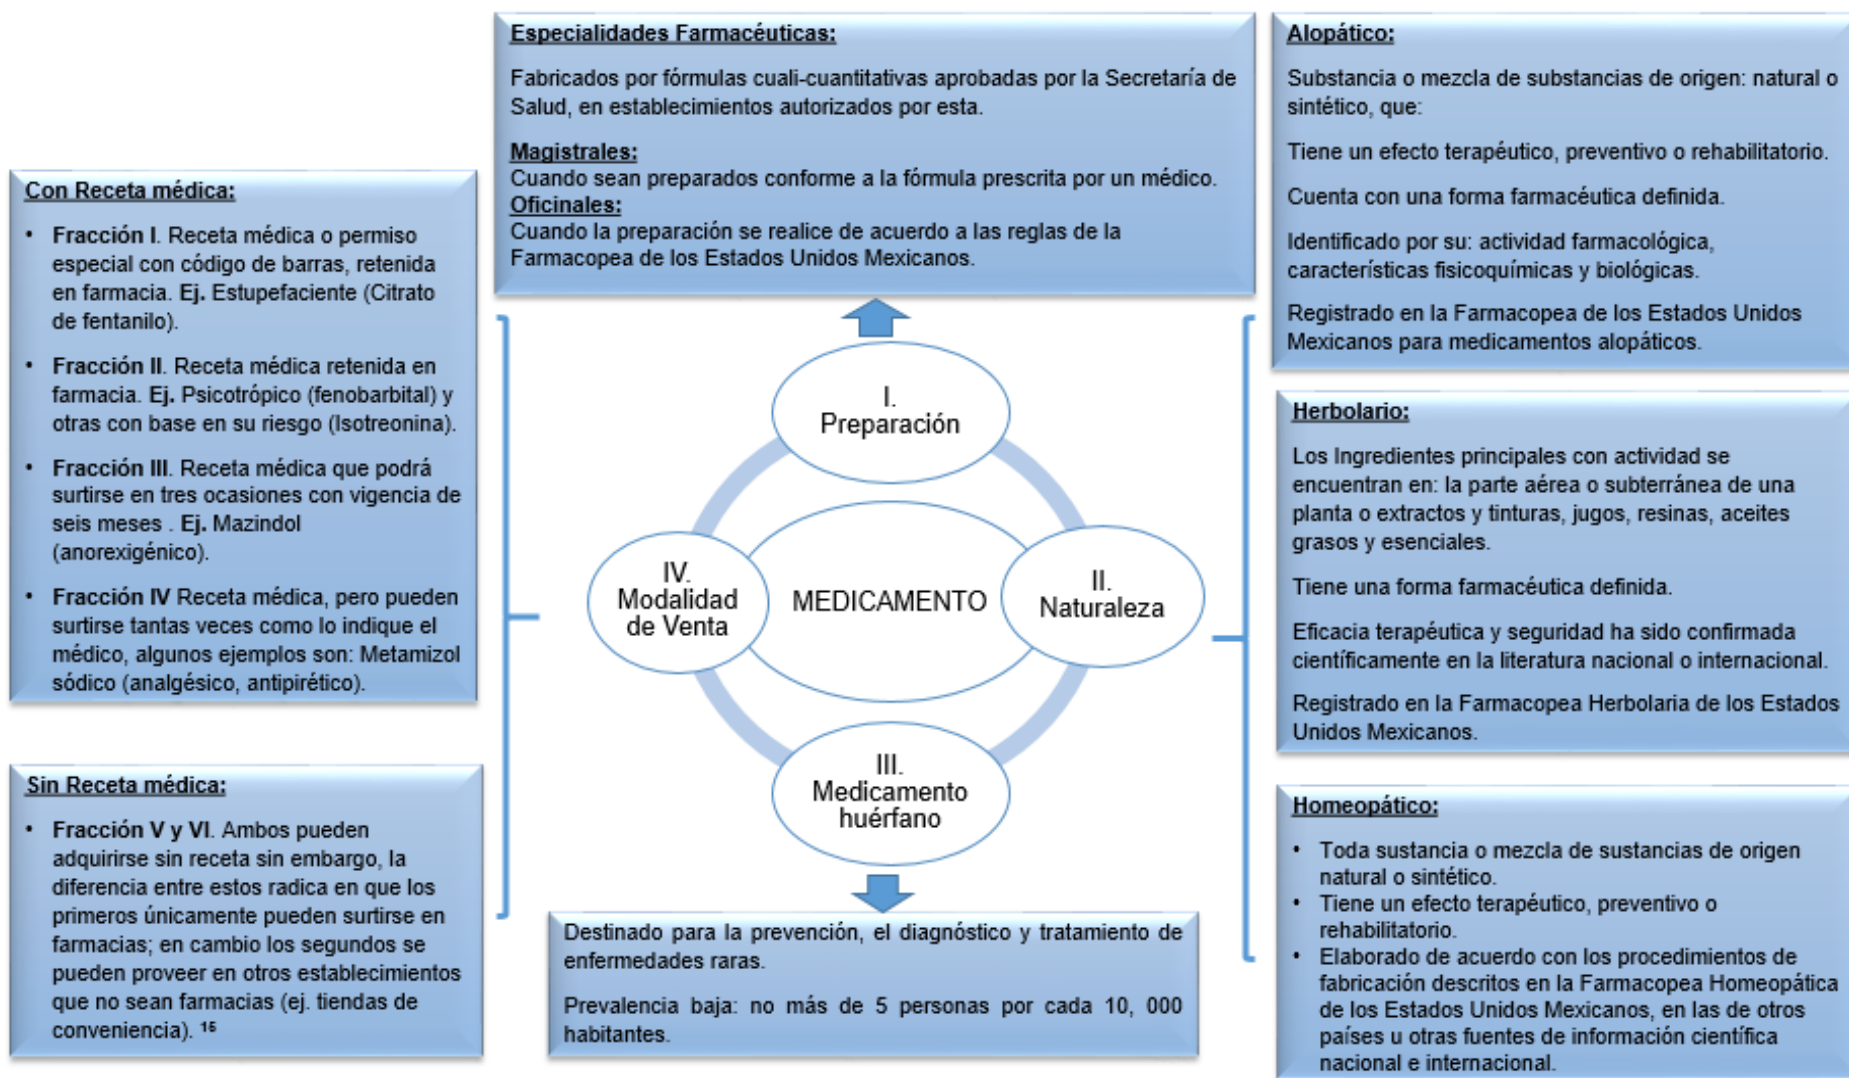 Especialidades Farmacéuticas:
Fabricados por fórmulas cuali-cuantitativas aprobadas por la Secretaría de
Salud, en establecimientos autorizados por esta.
Magistrales:
Cuando sean preparados conforme a la fórmula prescrita por un médico.
Oficinales:
Cuando la preparación se realice de acuerdo a las reglas de la
Farmacopea de los Estados Unidos Mexicanos.
Alopático:
Substancia o mezcla de substancias de origen: natural o
sintético, que:
Tiene un efecto terapéutico, preventivo o rehabilitatorio.
Cuenta con una forma farmacéutica definida.
Identificado por su: actividad farmacológica,
características fisicoquímicas y biológicas.
Registrado en la Farmacopea de los Estados Unidos
Mexicanos para medicamentos alopáticos.
Con Receta médica:
• Fracción I. Receta médica o permiso
especial con código de barras, retenida
en farmacia. Ej. Estupefaciente (Citrato
de fentanilo).
• Fracción II. Receta médica retenida en
farmacia. Ej. Psicotrópico (fenobarbital) y
otras con base en su riesgo (Isotreonina).
• Fracción III. Receta médica que podrá
surtirse en tres ocasiones con vigencia de
seis meses . Ej. Mazindol
(anorexigénico).
• Fracción IV Receta médica, pero pueden
surtirse tantas veces como lo indique el
médico, algunos ejemplos son: Metamizol
sódico (analgésico, antipirético).
I.
Preparación
IV.
Modalidad
de Venta
MEDICAMENTO
II.
Naturaleza
III.
Medicamento
huérfano
Herbolario:
Los Ingredientes principales con actividad se
encuentran en: la parte aérea o subterránea de una
planta o extractos y tinturas, jugos, resinas, aceites
grasos y esenciales.
Tiene una forma farmacéutica definida.
Eficacia terapéutica y seguridad ha sido confirmada
científicamente en la literatura nacional o internacional.
Registrado en la Farmacopea Herbolaria de los Estados
Unidos Mexicanos.
Sin Receta médica:
• Fracción V y VI. Ambos pueden
adquirirse sin receta sin embargo, la
diferencia entre estos radica en que los
primeros únicamente pueden surtirse en
farmacias; en cambio los segundos se
pueden proveer en otros establecimientos
que no sean farmacias (ej. tiendas de
conveniencia). 15
Destinado para la prevención, el diagnóstico y tratamiento de
enfermedades raras.
Prevalencia baja: no más de 5 personas por cada 10, 000
habitantes.
Homeopático:
• Toda sustancia o mezcla de sustancias de origen
natural o sintético.
• Tiene un efecto terapéutico, preventivo o
rehabilitatorio.
• Elaborado de acuerdo con los procedimientos de
fabricación descritos en la Farmacopea Homeopática
de los Estados Unidos Mexicanos, en las de otros
países u otras fuentes de información científica
nacional e internacional.